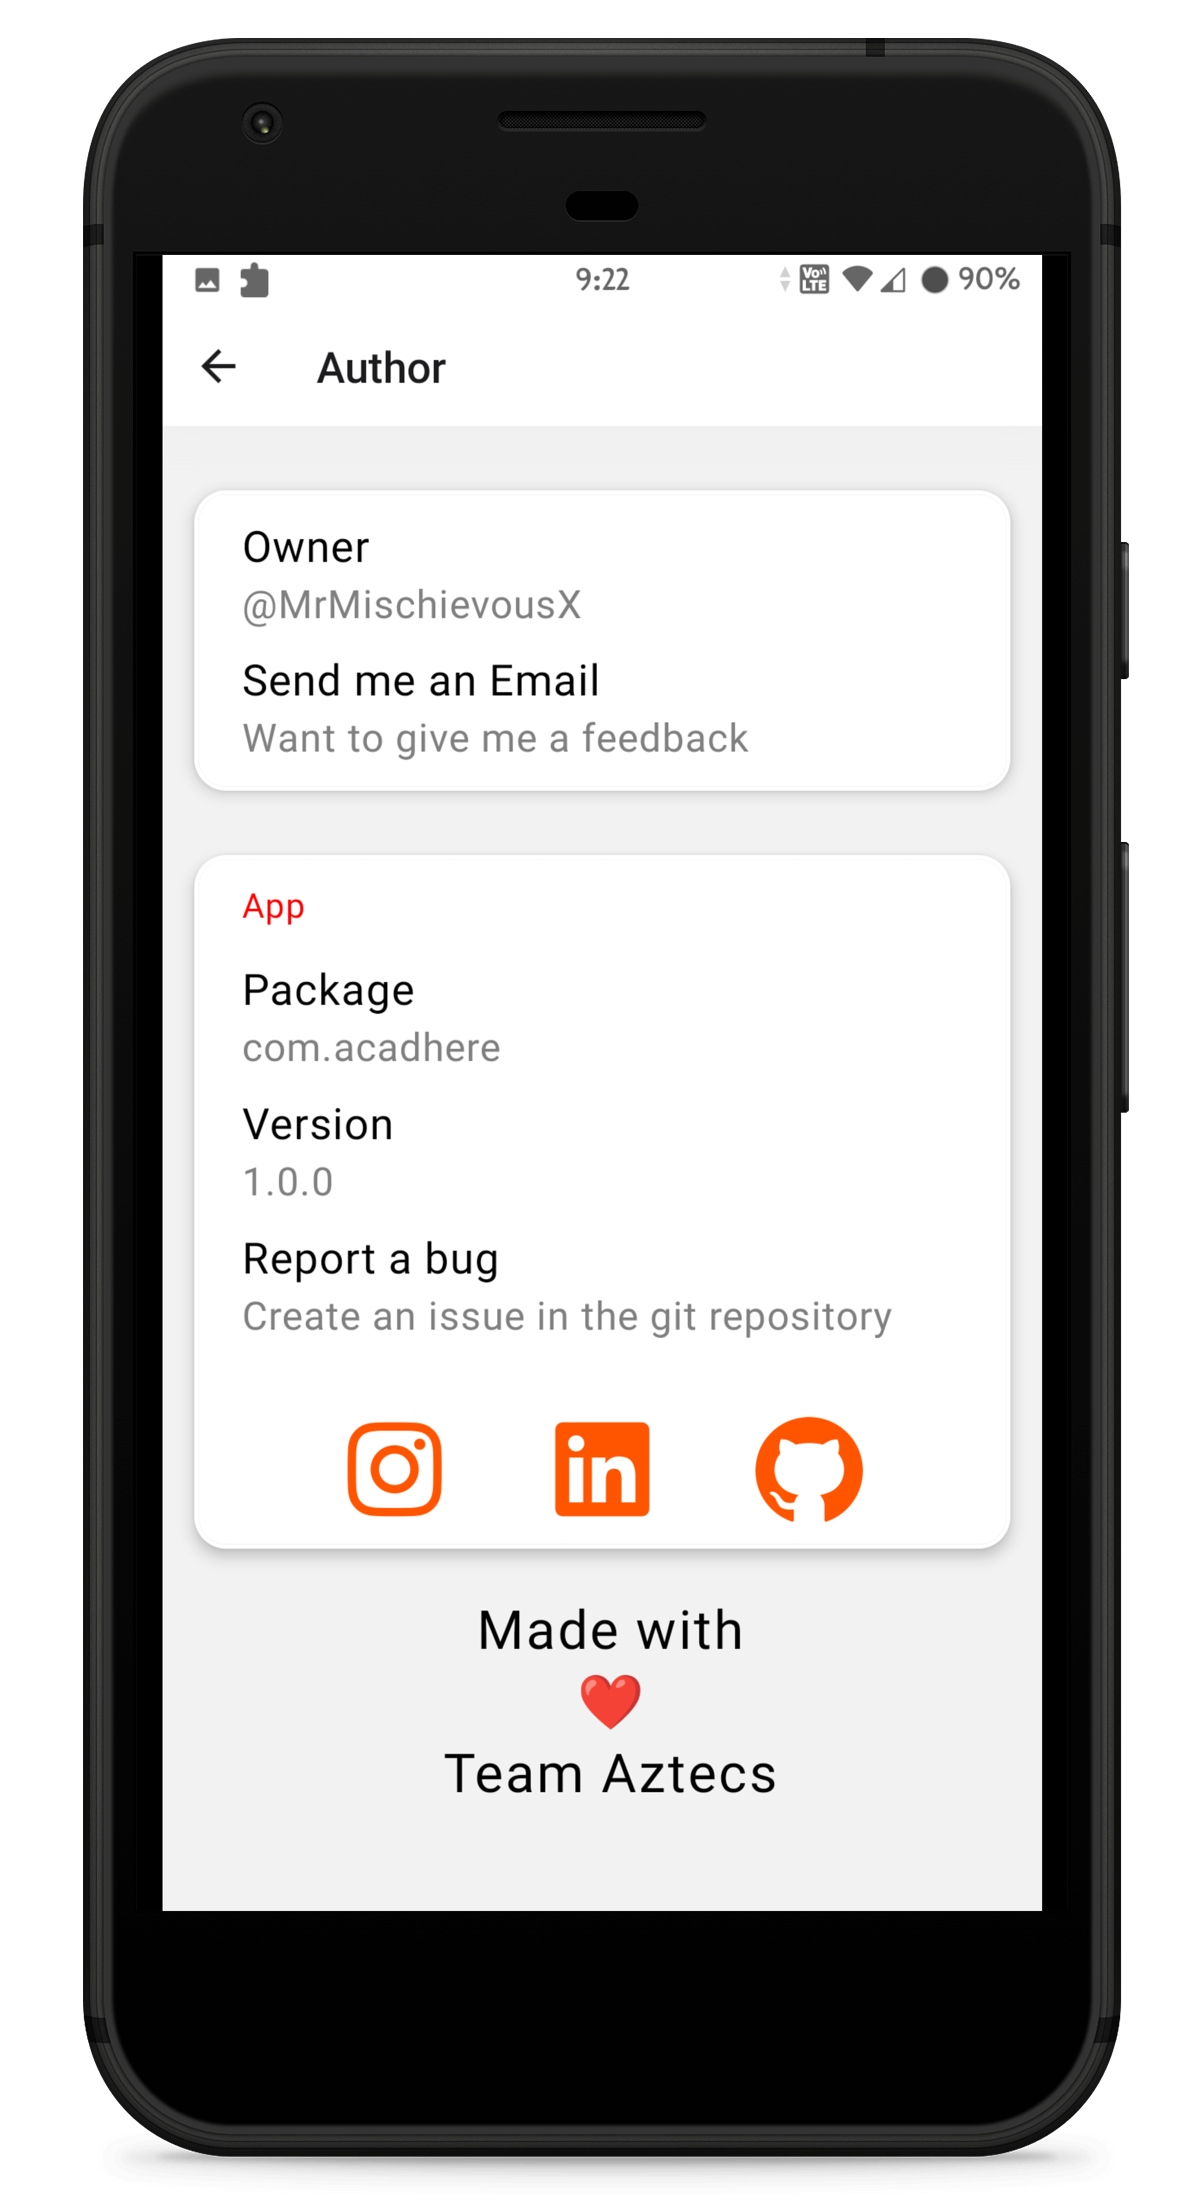 9:22
Vo)) LTE
90%
Author
Owner
@MrMischievousX
Send me an Email
Want to give me a feedback
App
Package
com.acadhere
Version
1.0.0
Report a bug
Create an issue in the git repository
in
Made with
❤️
Team Aztecs